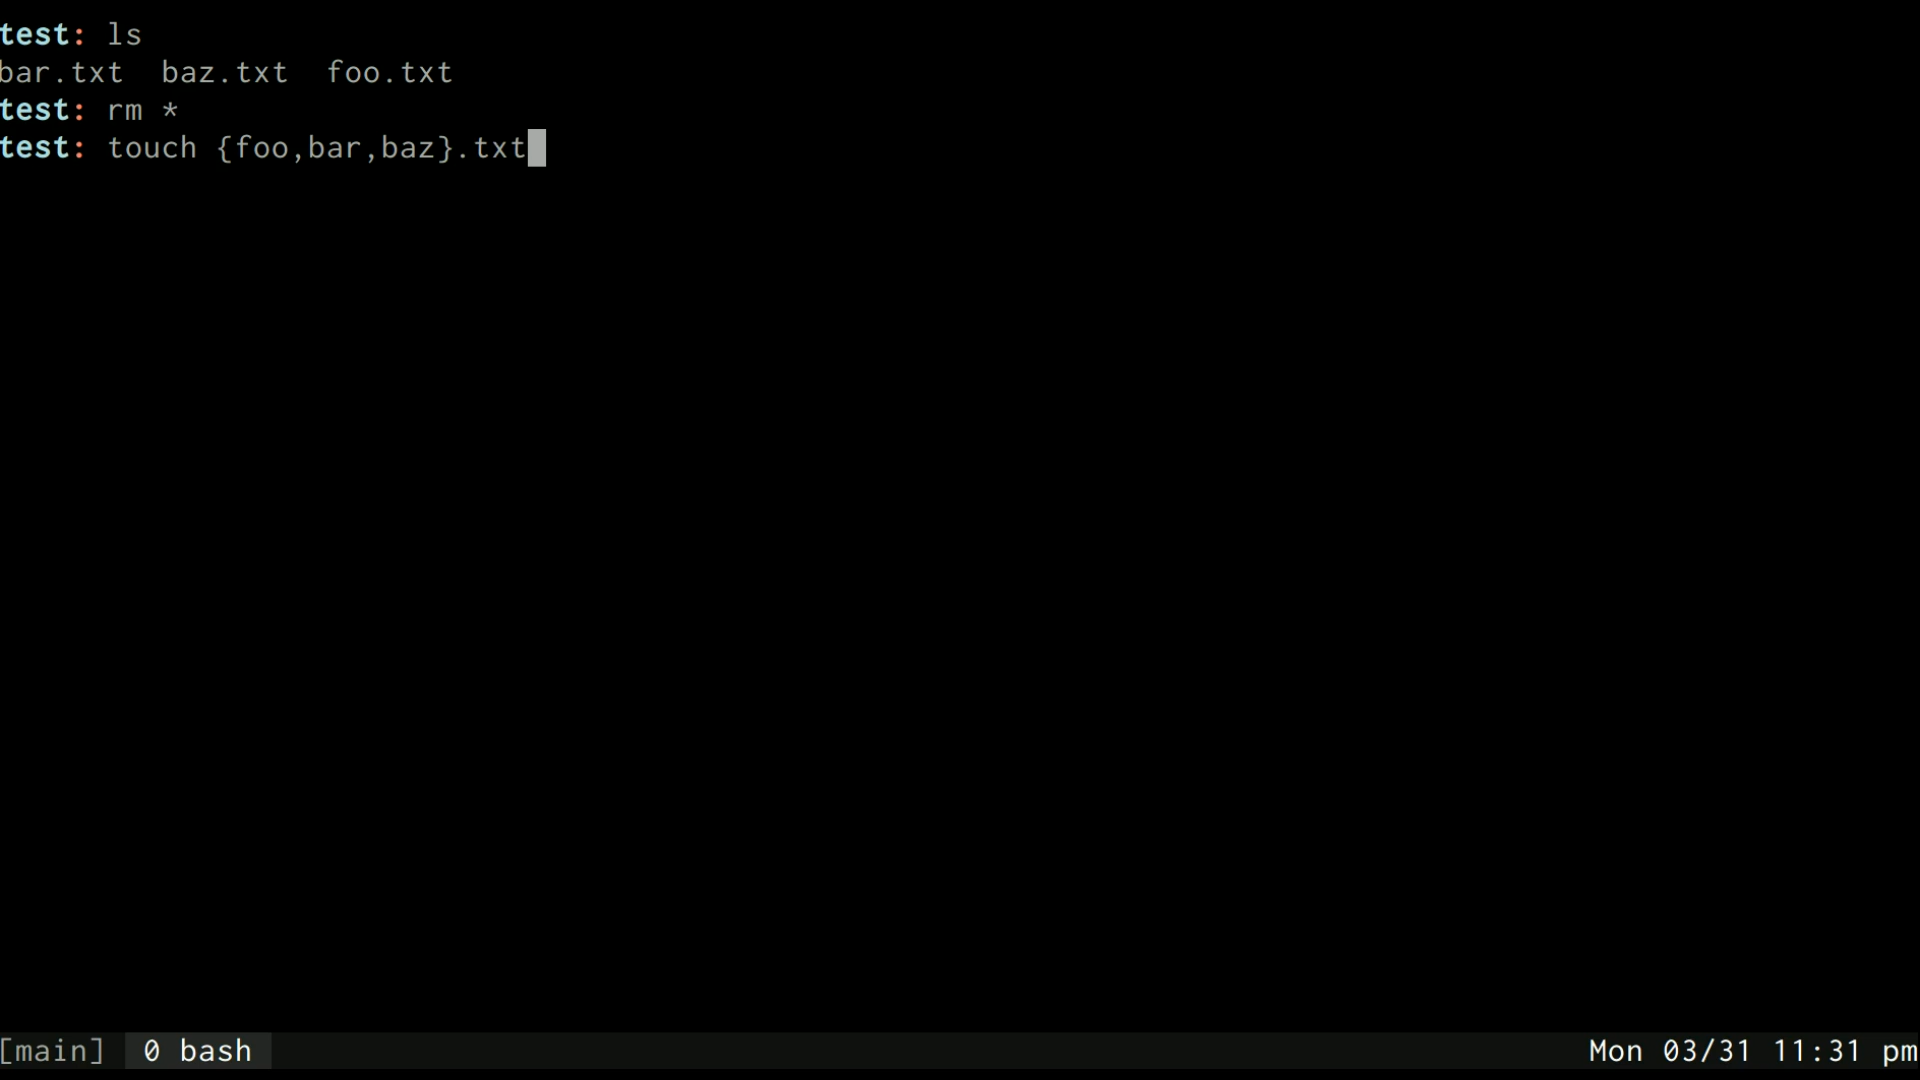 test: ls
bar.txt  baz.txt  foo.txt
test: rm *
test: touch {foo,bar,baz}.txt
[main] 0 bash
Mon 03/31 11:31 pm